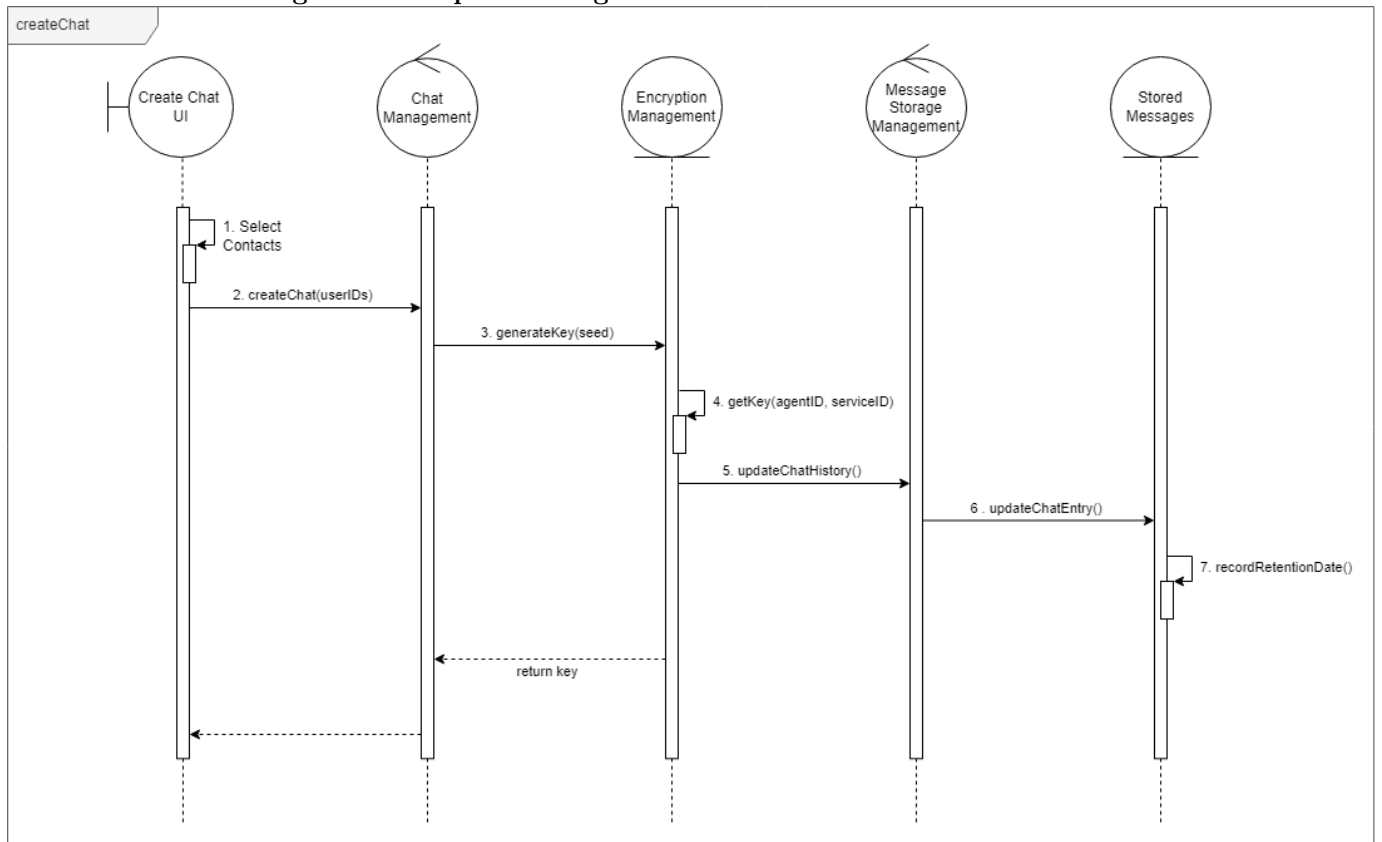 createChat
Create Chat
UI
Chat
Management
Encryption
Management
Message
Storage
Management
Stored
Messages
1. Select
Contacts
2. createChat(userIDs)
3. generateKey(seed)
4. getKey(agentID, serviceID)
5. updateChatHistory()
6 . updateChatEntry()
7. recordRetentionDate()
return key